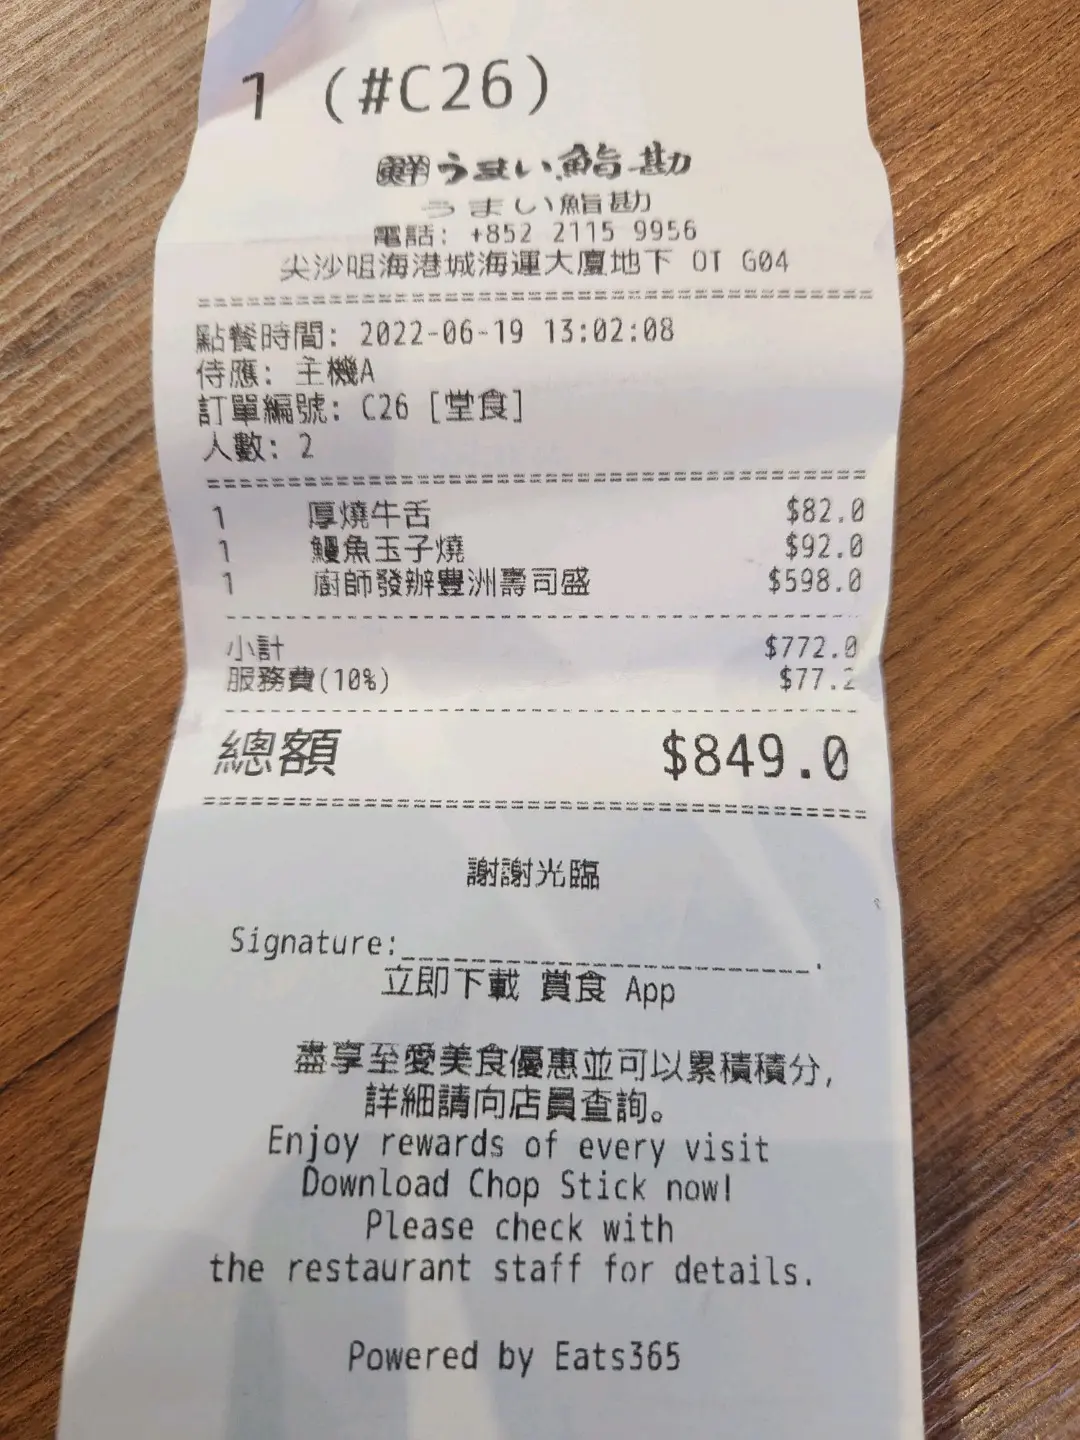 1 (#C26)
鮮うまい鮨勘
うまい鮨勘
電話: +852 2115 9956
尖沙咀海港城海運大廈地下 OT G04
點餐時間: 2022-06-19 13:02:08
侍應: 主機A
訂單編號: C26 [堂食]
人數: 2
1 厚燒牛舌 $82.0
1 鰻魚玉子燒 $92.0
1 廚師發辦豐洲壽司盛 $598.0
小計 $772.0
服務費(10%) $77.2
總額 $849.0
謝謝光臨
Signature:
立即下載 賞食 App
盡享至愛美食優惠並可以累積積分,
詳細請向店員查詢。
Enjoy rewards of every visit
Download Chop Stick now!
Please check with
the restaurant staff for details.
Powered by Eats365